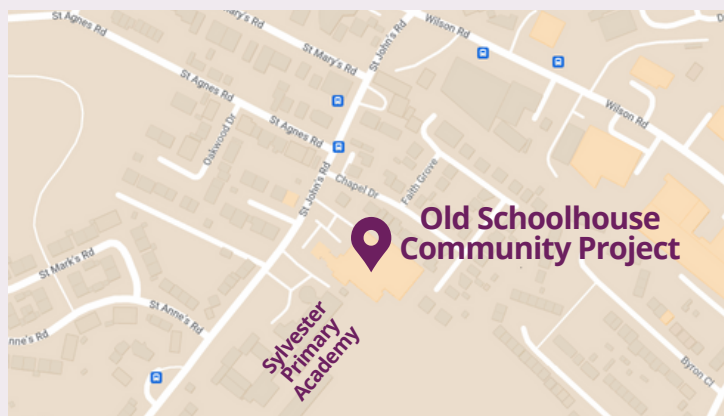 St Agnes Rd
Wilson Rd
St Mary's Rd
St John's Rd
St Agnes Rd
St Agnes Rd
Oakwood Dr
Wilson Rd
St John's Rd
Chapel Dr
Faith Grove
Old Schoolhouse
Community Project
St Mark's Rd
St Anne's Rd
nne's Rd
Sylvester
Primary
Academy
Byron Cl